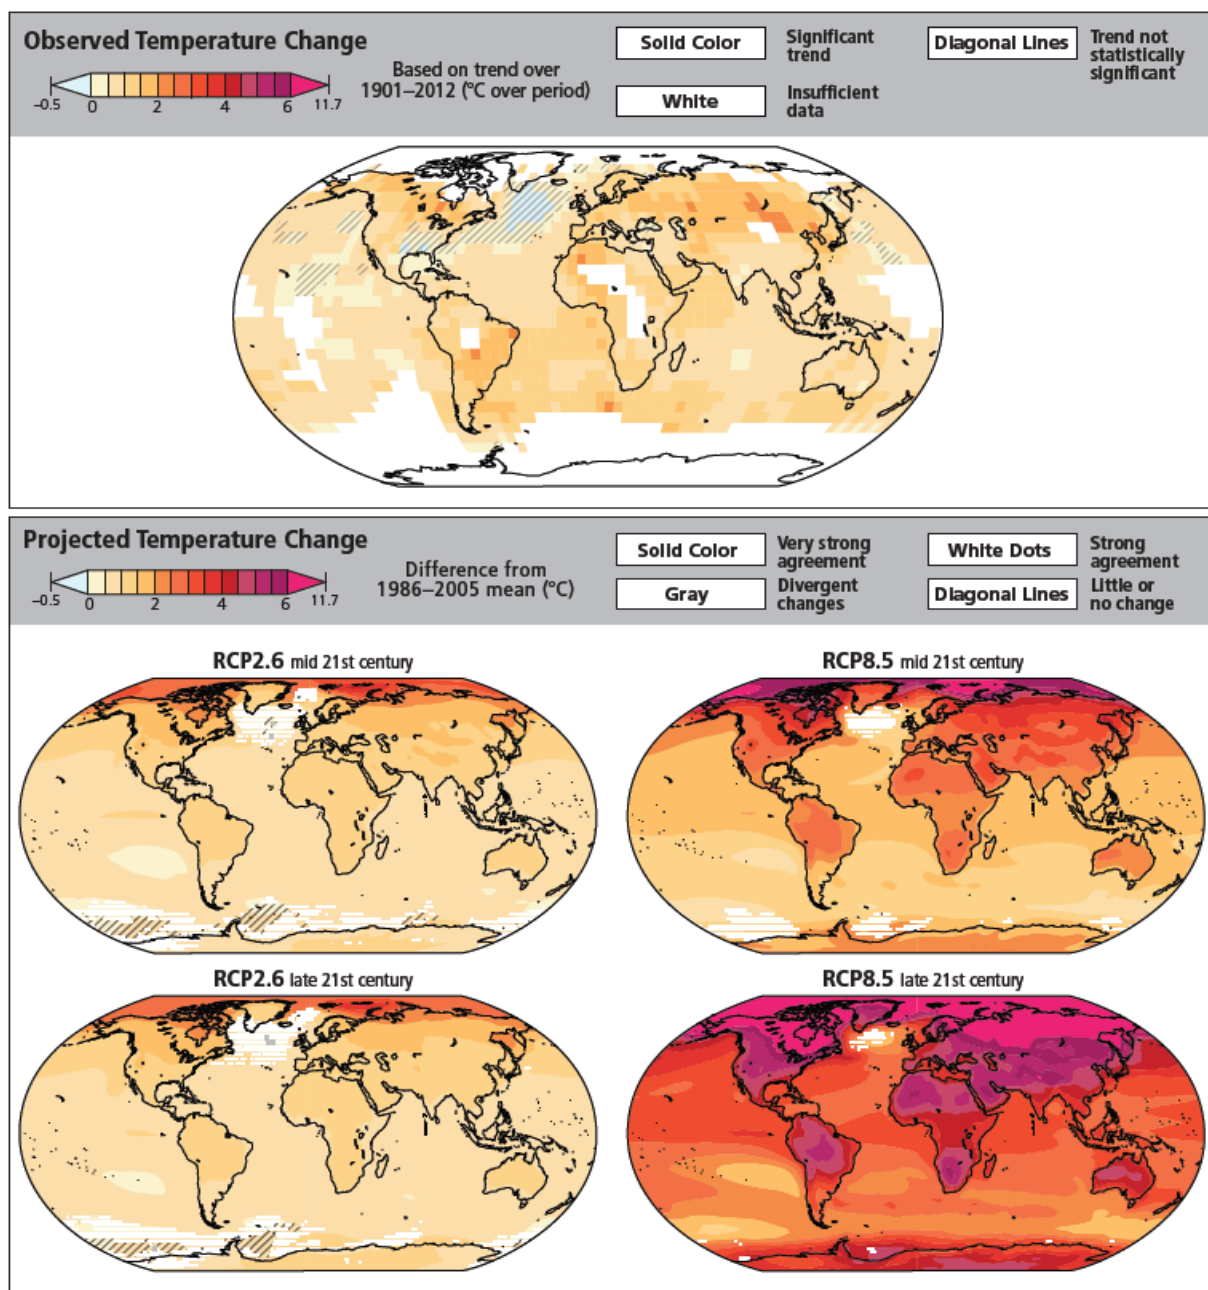 Observed Temperature Change
–0.5 0 2 4 6 11.7
Based on trend over
1901–2012 (°C over period)
Solid Color
Significant
trend
Diagonal Lines
Trend not
statistically
significant
White
Insufficient
data
Projected Temperature Change
–0.5 0 2 4 6 11.7
Difference from
1986–2005 mean (°C)
Solid Color
Very strong
agreement
White Dots
Strong
agreement
Gray
Divergent
changes
Diagonal Lines
Little or
no change
RCP2.6 mid 21st century
RCP8.5 mid 21st century
RCP2.6 late 21st century
RCP8.5 late 21st century